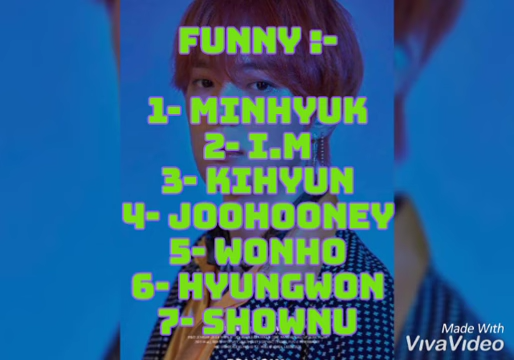 FUNNY :-
1- MINHYUK
2- I.M
3- KIHYUN
4- JOOHOONEY
5- WONHO
6- HYUNGWON
7- SHOWNU
Made With
VivaVideo